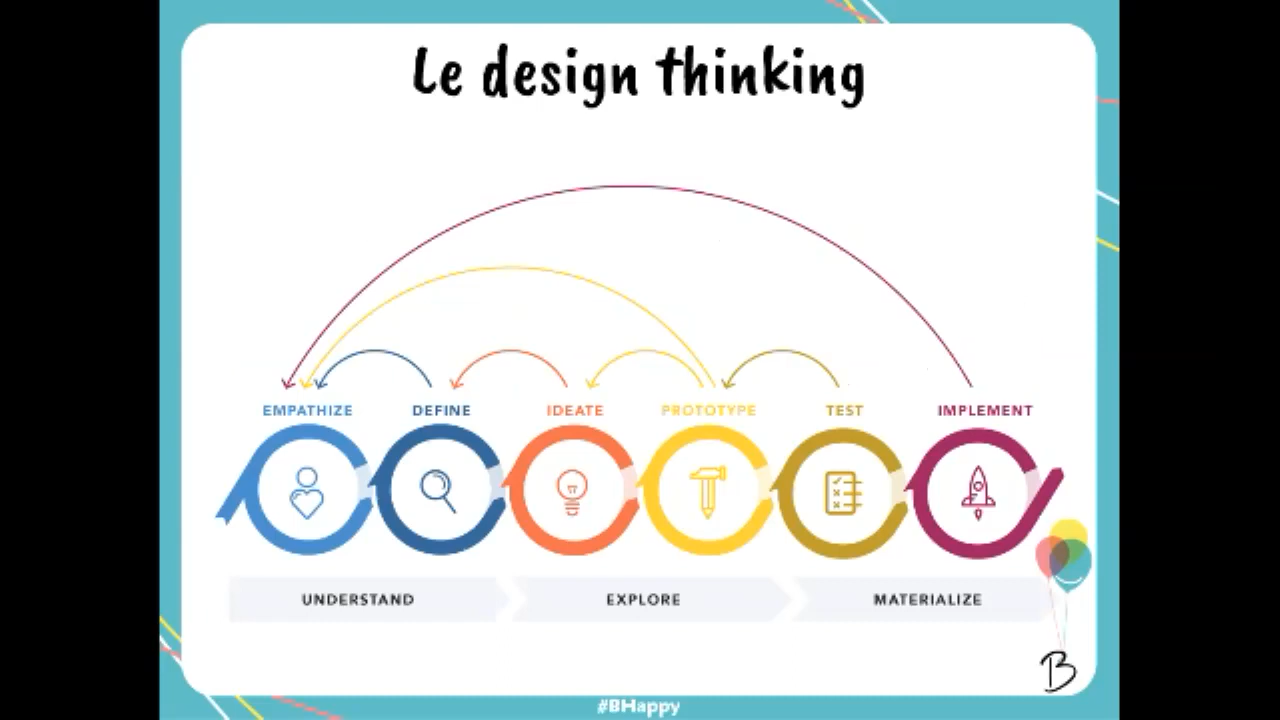 Le design thinking
EMPATHIZE DEFINE IDEATE PROTOTYPE TEST IMPLEMENT
UNDERSTAND EXPLORE MATERIALIZE
B
#BHappy